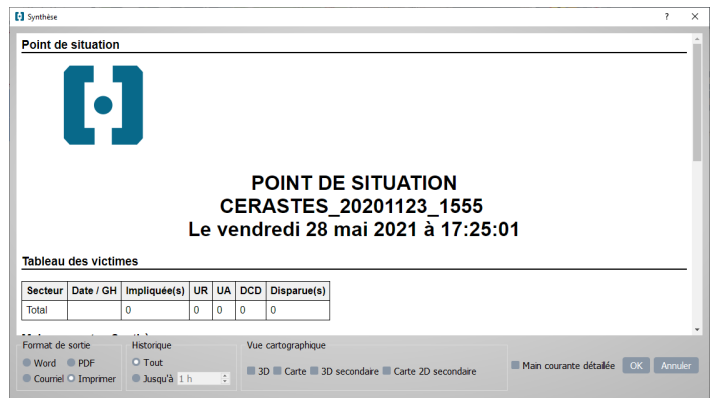 Synthèse ? ×
Point de situation
POINT DE SITUATION
CERASTES_20201123_1555
Le vendredi 28 mai 2021 à 17:25:01
Tableau des victimes
Secteur Date / GH Impliquée(s) UR UA DCD Disparue(s)
Total 0 0 0 0 0
Format de sortie Historique Vue cartographique
Word PDF Tout
3D Carte 3D secondaire Carte 2D secondaire Main courante détaillée OK Annuler
Courriel Imprimer Jusqu'à 1 h